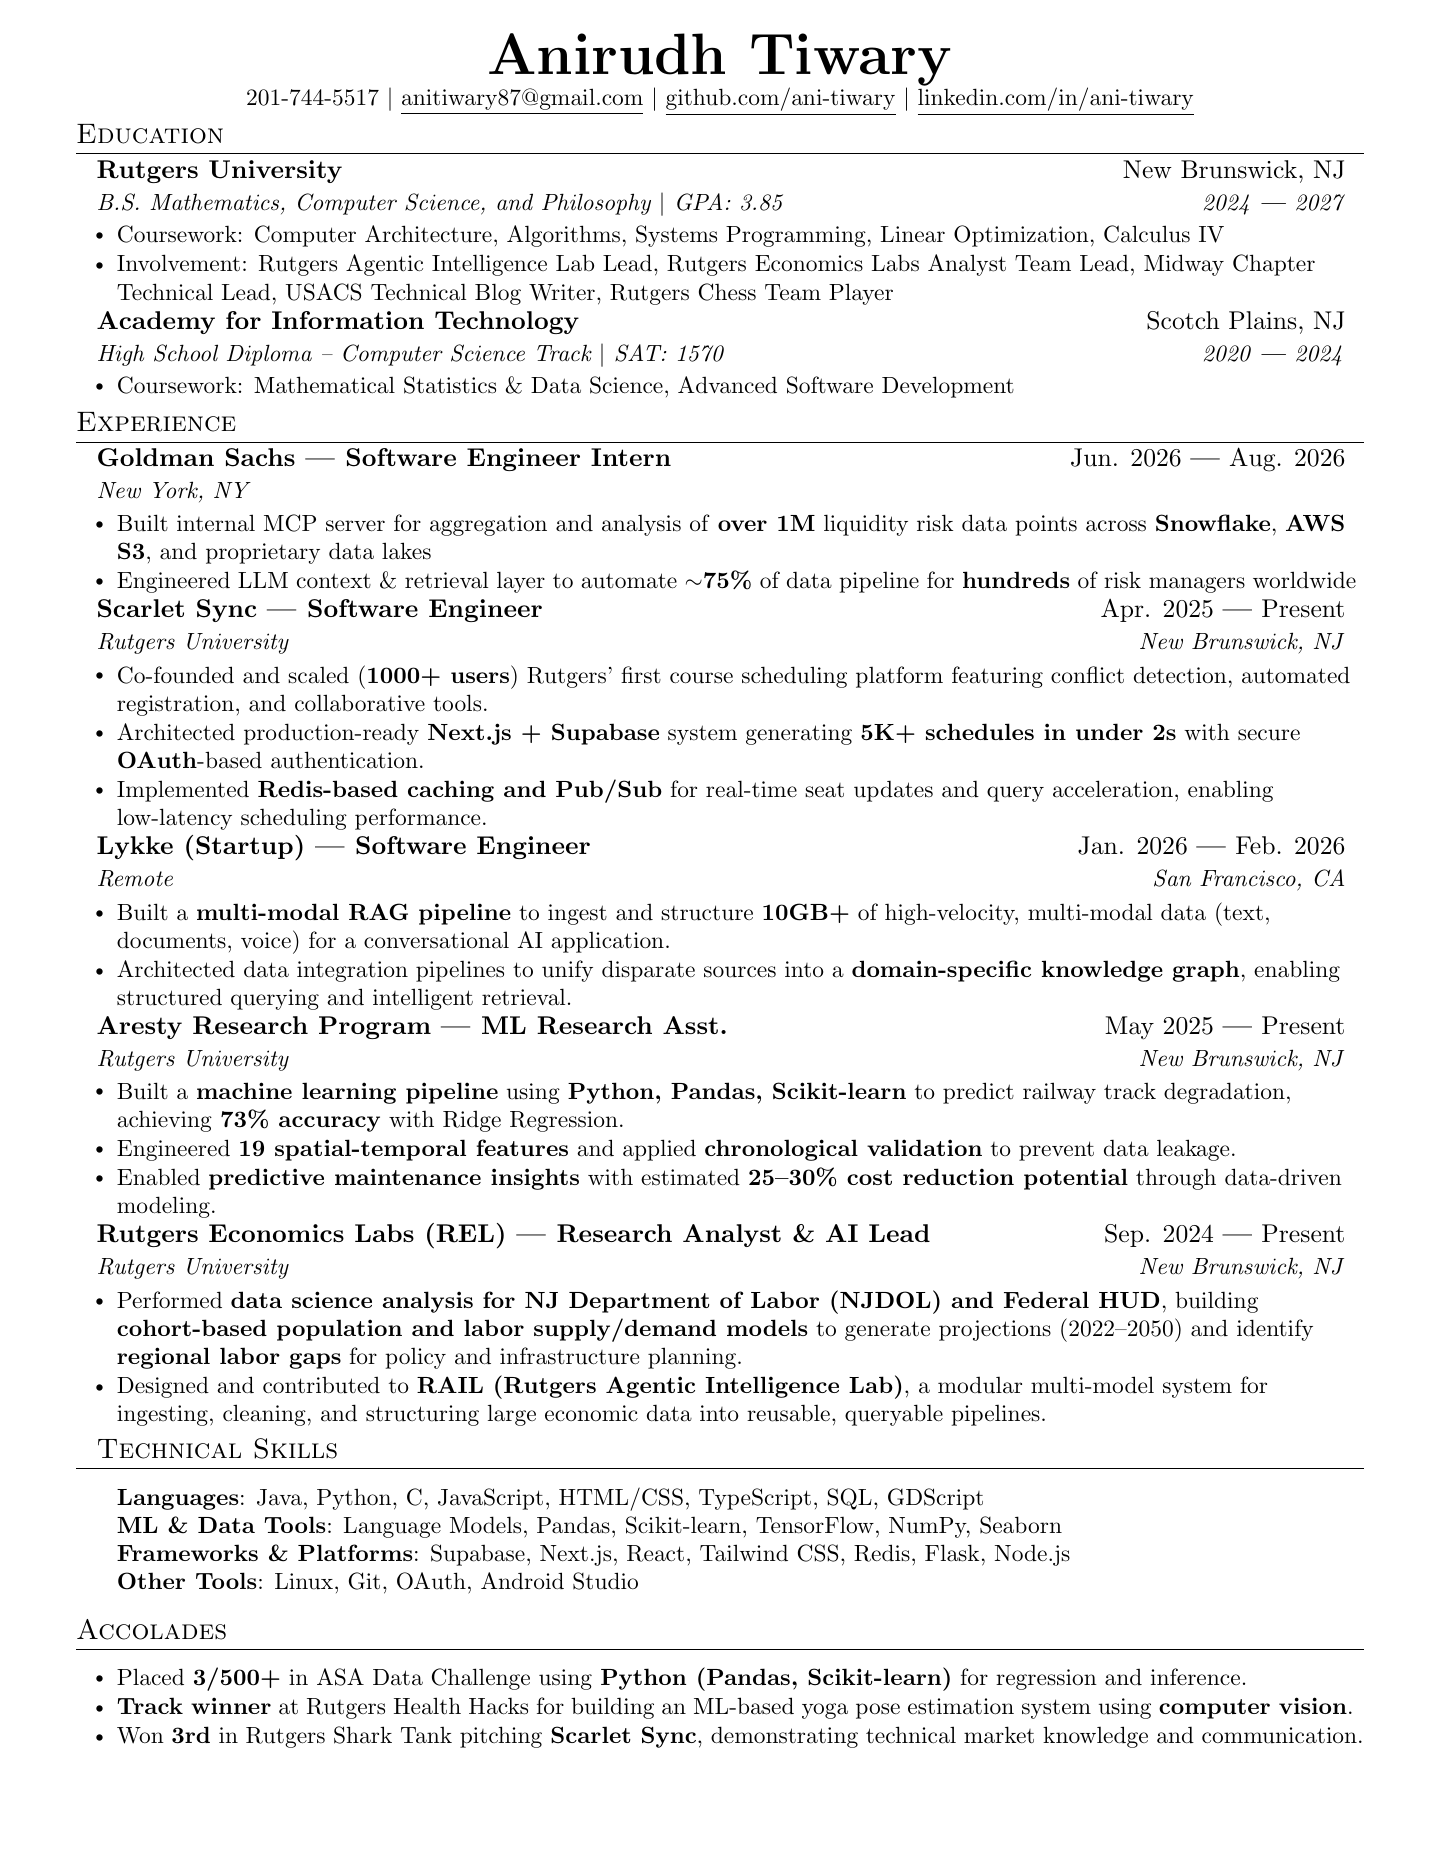 Anirudh Tiwary
201-744-5517 | anitiwary87@gmail.com | github.com/ani-tiwary | linkedin.com/in/ani-tiwary
Education
Rutgers University New Brunswick, NJ
B.S. Mathematics, Computer Science, and Philosophy | GPA: 3.85 2024 — 2027
• Coursework: Computer Architecture, Algorithms, Systems Programming, Linear Optimization, Calculus IV
• Involvement: Rutgers Agentic Intelligence Lab Lead, Rutgers Economics Labs Analyst Team Lead, Midway Chapter
Technical Lead, USACS Technical Blog Writer, Rutgers Chess Team Player
Academy for Information Technology Scotch Plains, NJ
High School Diploma – Computer Science Track | SAT: 1570 2020 — 2024
• Coursework: Mathematical Statistics & Data Science, Advanced Software Development
Experience
Goldman Sachs — Software Engineer Intern Jun. 2026 — Aug. 2026
New York, NY
• Built internal MCP server for aggregation and analysis of over 1M liquidity risk data points across Snowflake, AWS
S3, and proprietary data lakes
• Engineered LLM context & retrieval layer to automate ~75% of data pipeline for hundreds of risk managers worldwide
Scarlet Sync — Software Engineer Apr. 2025 — Present
Rutgers University New Brunswick, NJ
• Co-founded and scaled (1000+ users) Rutgers' first course scheduling platform featuring conflict detection, automated
registration, and collaborative tools.
• Architected production-ready Next.js + Supabase system generating 5K+ schedules in under 2s with secure
OAuth-based authentication.
• Implemented Redis-based caching and Pub/Sub for real-time seat updates and query acceleration, enabling
low-latency scheduling performance.
Lykke (Startup) — Software Engineer Jan. 2026 — Feb. 2026
Remote San Francisco, CA
• Built a multi-modal RAG pipeline to ingest and structure 10GB+ of high-velocity, multi-modal data (text,
documents, voice) for a conversational AI application.
• Architected data integration pipelines to unify disparate sources into a domain-specific knowledge graph, enabling
structured querying and intelligent retrieval.
Aresty Research Program — ML Research Asst. May 2025 — Present
Rutgers University New Brunswick, NJ
• Built a machine learning pipeline using Python, Pandas, Scikit-learn to predict railway track degradation,
achieving 73% accuracy with Ridge Regression.
• Engineered 19 spatial-temporal features and applied chronological validation to prevent data leakage.
• Enabled predictive maintenance insights with estimated 25–30% cost reduction potential through data-driven
modeling.
Rutgers Economics Labs (REL) — Research Analyst & AI Lead Sep. 2024 — Present
Rutgers University New Brunswick, NJ
• Performed data science analysis for NJ Department of Labor (NJDOL) and Federal HUD, building
cohort-based population and labor supply/demand models to generate projections (2022–2050) and identify
regional labor gaps for policy and infrastructure planning.
• Designed and contributed to RAIL (Rutgers Agentic Intelligence Lab), a modular multi-model system for
ingesting, cleaning, and structuring large economic data into reusable, queryable pipelines.
Technical Skills
Languages: Java, Python, C, JavaScript, HTML/CSS, TypeScript, SQL, GDScript
ML & Data Tools: Language Models, Pandas, Scikit-learn, TensorFlow, NumPy, Seaborn
Frameworks & Platforms: Supabase, Next.js, React, Tailwind CSS, Redis, Flask, Node.js
Other Tools: Linux, Git, OAuth, Android Studio
Accolades
• Placed 3/500+ in ASA Data Challenge using Python (Pandas, Scikit-learn) for regression and inference.
• Track winner at Rutgers Health Hacks for building an ML-based yoga pose estimation system using computer vision.
• Won 3rd in Rutgers Shark Tank pitching Scarlet Sync, demonstrating technical market knowledge and communication.